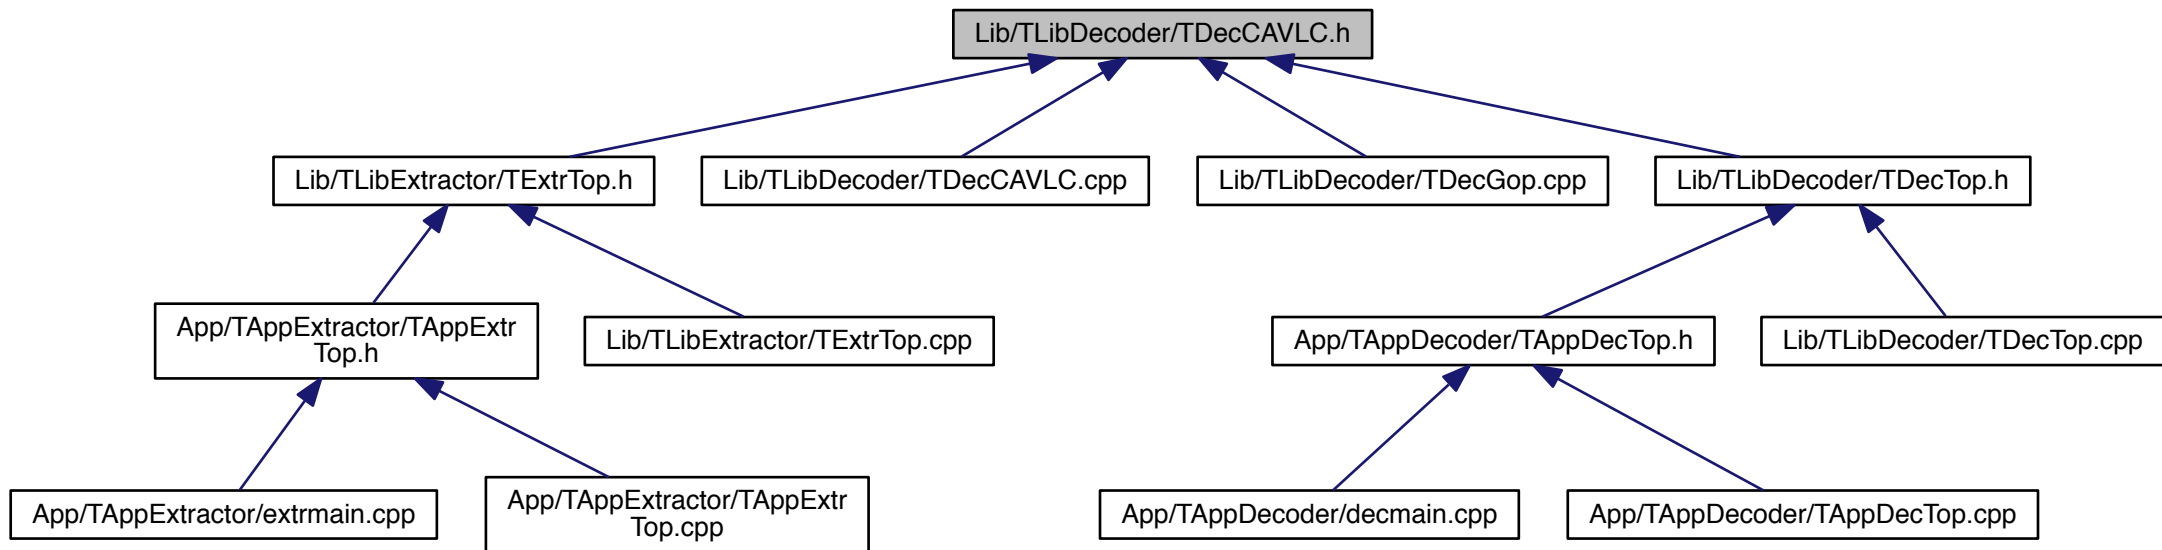 Lib/TLibDecoder/TDecCAVLC.h
Lib/TLibExtractor/TExtrTop.h
Lib/TLibDecoder/TDecCAVLC.cpp
Lib/TLibDecoder/TDecGop.cpp
Lib/TLibDecoder/TDecTop.h
App/TAppExtractor/TAppExtr
Top.h
Lib/TLibExtractor/TExtrTop.cpp
App/TAppDecoder/TAppDecTop.h
Lib/TLibDecoder/TDecTop.cpp
App/TAppExtractor/extrmain.cpp
App/TAppExtractor/TAppExtr
Top.cpp
App/TAppDecoder/decmain.cpp
App/TAppDecoder/TAppDecTop.cpp